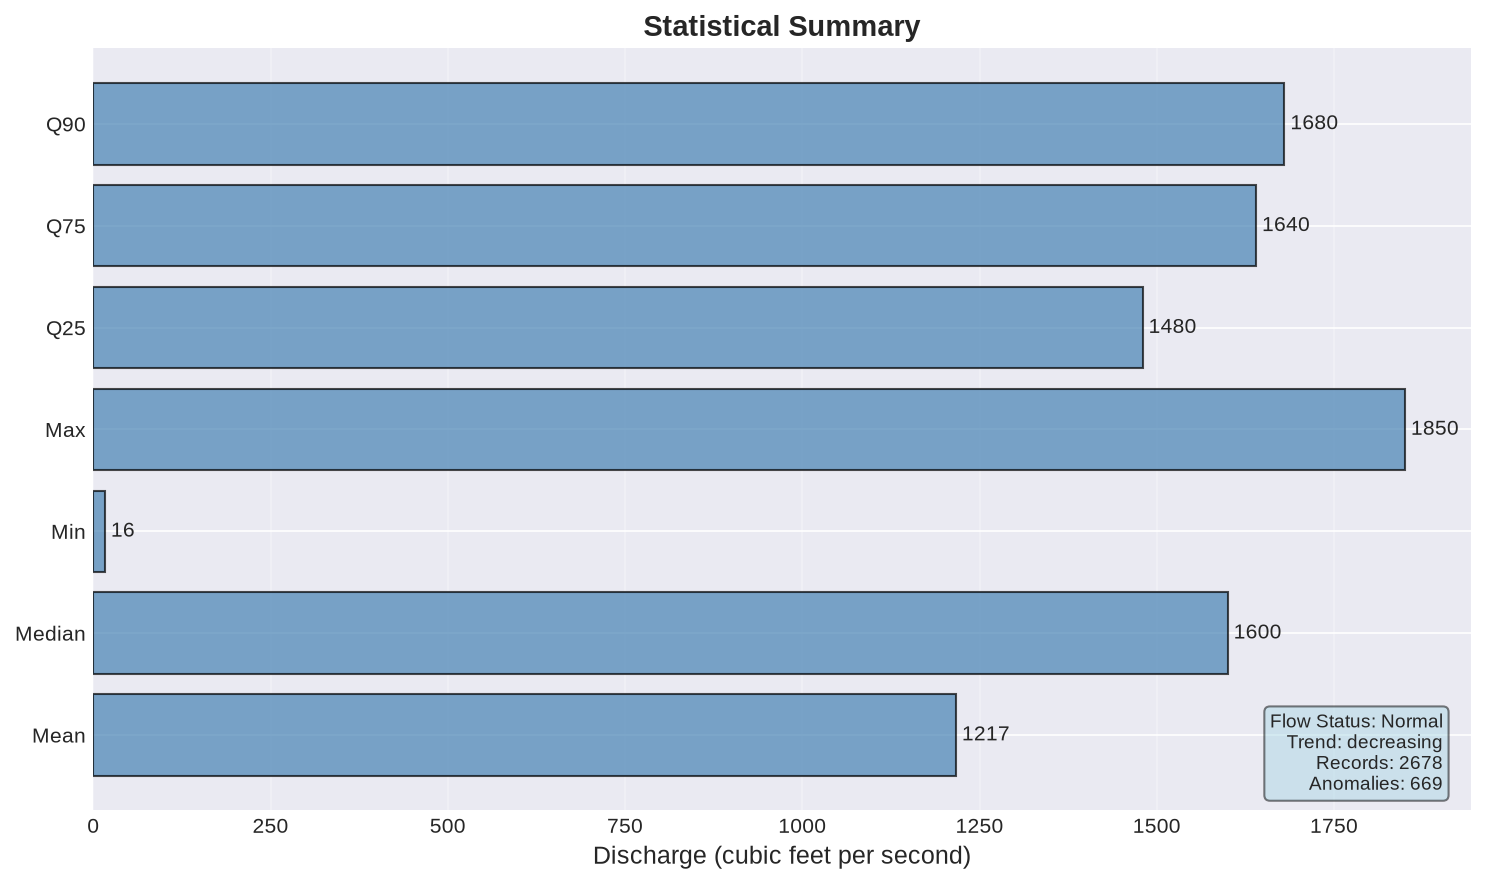 Statistical Summary
Q90
1680
Q75
1640
Q25
1480
Max
1850
Min
16
Median
1600
Mean
1217
Flow Status: Normal
Trend: decreasing
Records: 2678
Anomalies: 669
0 250 500 750 1000 1250 1500 1750
Discharge (cubic feet per second)